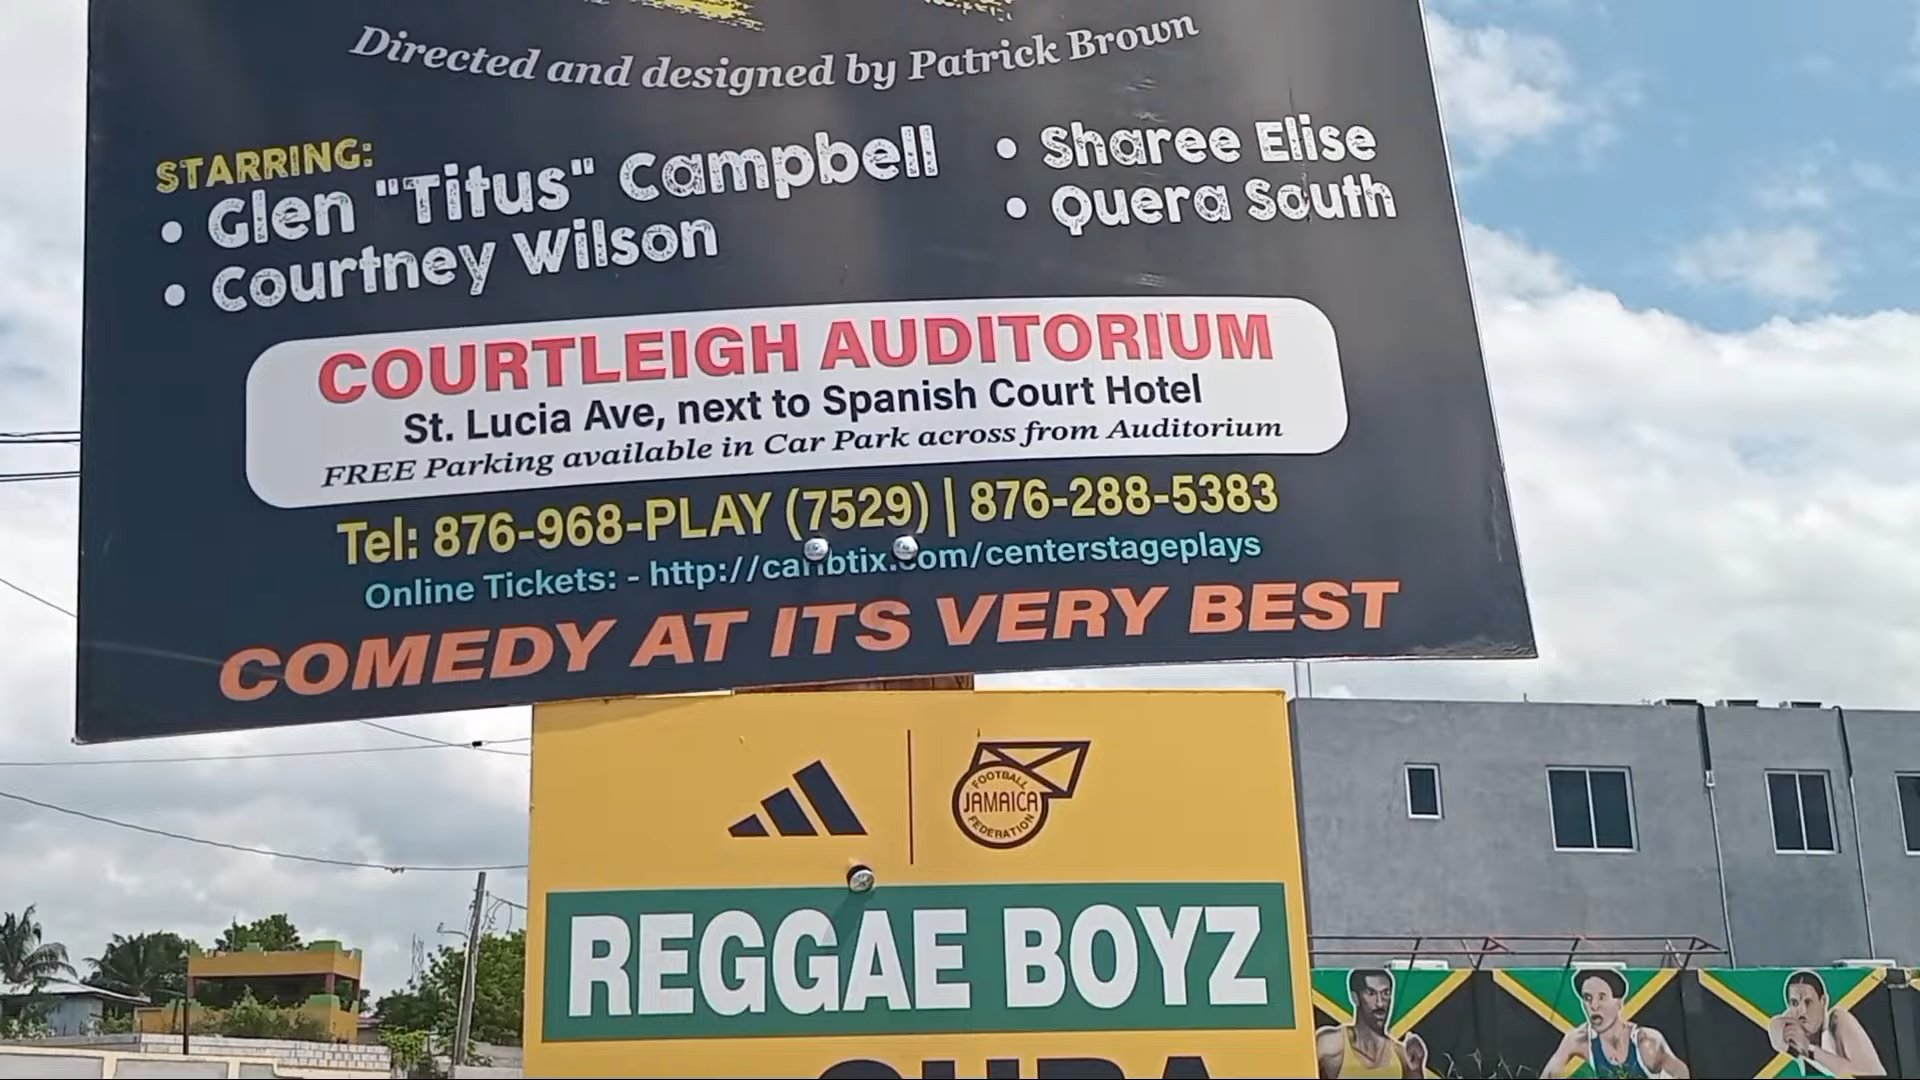 Directed and designed by Patrick Brown
STARRING:
• Glen "Titus" Campbell
• Courtney Wilson
• Sharee Elise
• Quera South
COURTLEIGH AUDITORIUM
St. Lucia Ave, next to Spanish Court Hotel
FREE Parking available in Car Park across from Auditorium
Tel: 876-968-PLAY (7529) | 876-288-5383
Online Tickets: - http://caribtix.com/centerstageplays
COMEDY AT ITS VERY BEST
FOOTBALL
JAMAICA
FEDERATION
REGGAE BOYZ